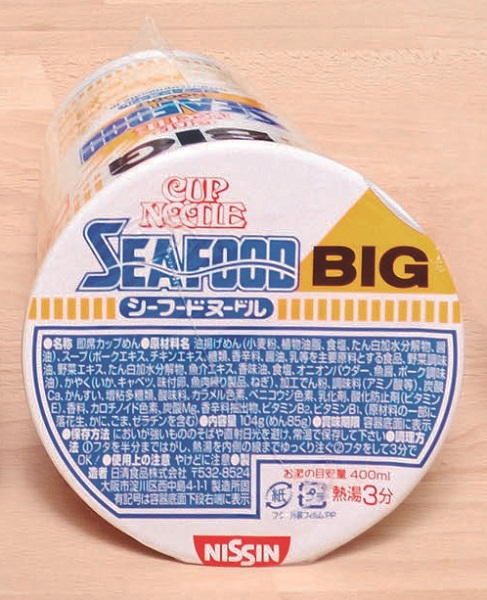 CUP
NOODLE
SEAFOOD BIG
シーフードヌードル
●名称 即席カップめん●原材料名 油揚げめん(小麦粉、植物油脂、食塩、たん白加水分解物、醤
油)、スープ(ポークエキス、チキンエキス、糖類、香辛料、醤油、乳等を主要原料とする食品、野菜調味
油、野菜エキス、たん白加水分解物、魚介エキス、香味油、食塩、オニオンパウダー、魚醤、ポーク調味
油)、かやく(いか、キャベツ、味付卵、魚肉練り製品、ねぎ)、加工でん粉、調味料(アミノ酸等)、炭酸
Ca、かんすい、増粘多糖類、酸味料、カラメル色素、ベニコウジ色素、乳化剤、酸化防止剤(ビタミン
E)、香料、カロチノイド色素、炭酸Mg、香辛料抽出物、ビタミンB2、ビタミンB1、(原材料の一部に
落花生、かに、ごま、ゼラチンを含む)●内容量 104g(めん85g)●賞味期限 容器底面に表示
●保存方法 においが強いもののそばや直射日光を避け、常温で保存して下さい●調理方
法 ①フタを半分まではがし、熱湯を内側の線までゆっくり注ぐ②フタをして3分で
OK!●使用上の注意 やけどに注意●製
造者 日清食品株式会社 〒532-8524
大阪市淀川区西中島4-1-1 製造所固
有記号は容器底面下段右端に表示
お湯の目安量 400ml
紙 プラ 熱湯3分
NISSIN
SEAFOOD
BIG